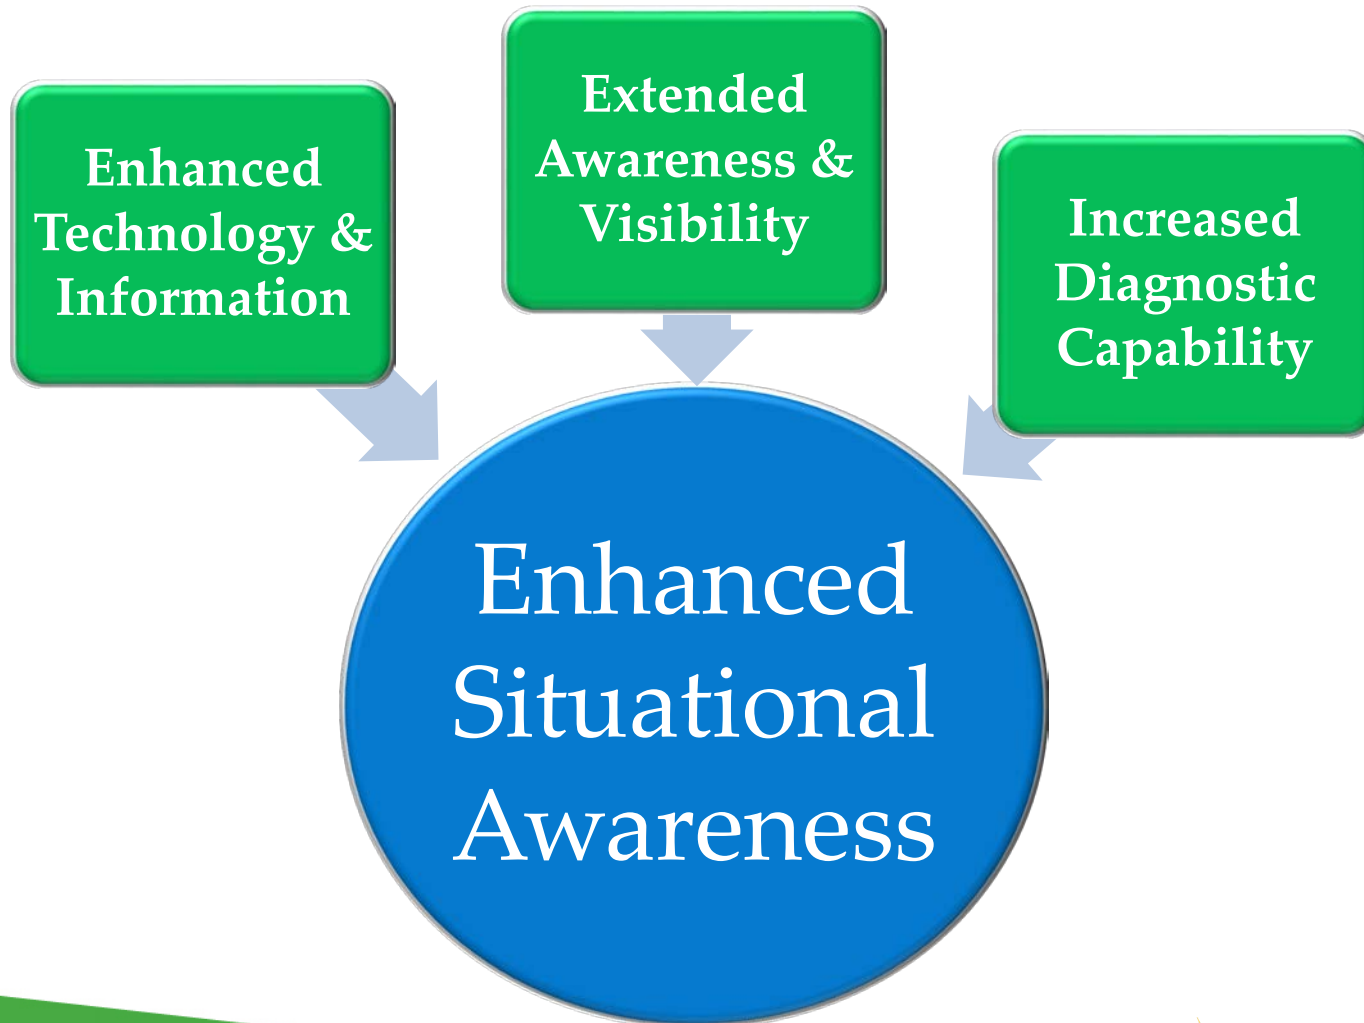 Enhanced
Technology &
Information
Extended
Awareness &
Visibility
Increased
Diagnostic
Capability
Enhanced
Situational
Awareness